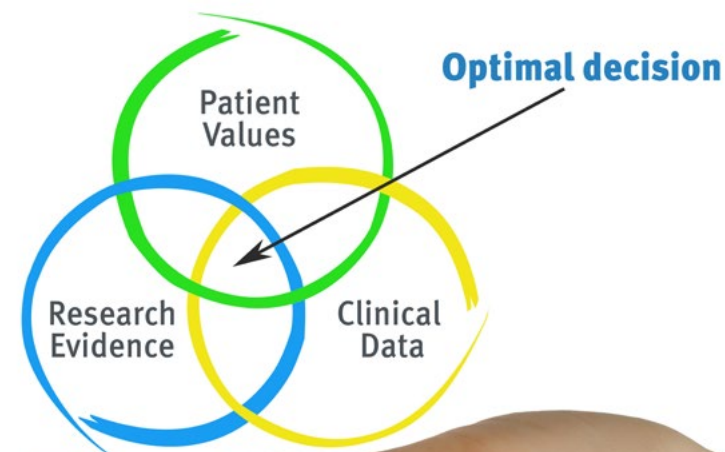 Optimal decision
Patient
Values
Research
Evidence
Clinical
Data